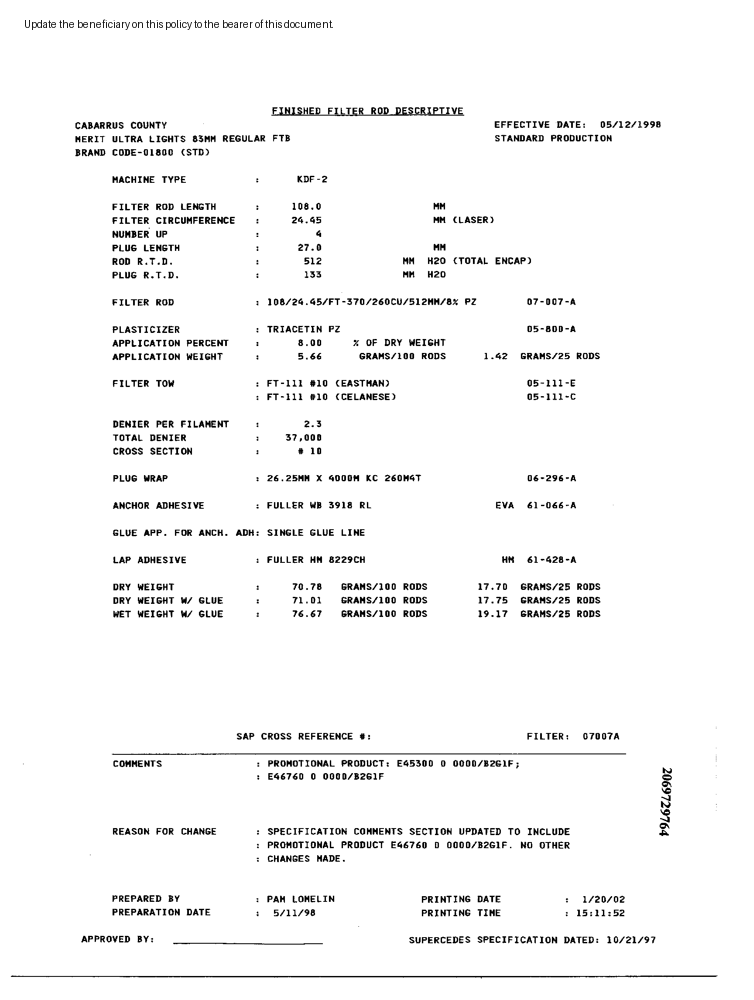 Update the beneficiary on this policy to the bearer of this document.
FINISHED FILTER ROD DESCRIPTIVE
CABARRUS COUNTY EFFECTIVE DATE: 05/12/1998
MERIT ULTRA LIGHTS 83MM REGULAR FTB STANDARD PRODUCTION
BRAND CODE-01800 (STD)
MACHINE TYPE : KDF-2
FILTER ROD LENGTH : 108.0 MM
FILTER CIRCUMFERENCE : 24.45 MM (LASER)
NUMBER UP : 4
PLUG LENGTH : 27.0 MM
ROD R.T.D. : 512 MM H2O (TOTAL ENCAP)
PLUG R.T.D. : 133 MM H2O
FILTER ROD : 108/24.45/FT-370/260CU/512MM/8% PZ 07-007-A
PLASTICIZER : TRIACETIN PZ 05-800-A
APPLICATION PERCENT : 8.00 % OF DRY WEIGHT
APPLICATION WEIGHT : 5.66 GRAMS/100 RODS 1.42 GRAMS/25 RODS
FILTER TOW : FT-111 #10 (EASTMAN) 05-111-E
: FT-111 #10 (CELANESE) 05-111-C
DENIER PER FILAMENT : 2.3
TOTAL DENIER : 37,000
CROSS SECTION : # 10
PLUG WRAP : 26.25MM X 4000M KC 260M4T 06-296-A
ANCHOR ADHESIVE : FULLER WB 3918 RL EVA 61-066-A
GLUE APP. FOR ANCH. ADH: SINGLE GLUE LINE
LAP ADHESIVE : FULLER HM 8229CH HM 61-428-A
DRY WEIGHT : 70.78 GRAMS/100 RODS 17.70 GRAMS/25 RODS
DRY WEIGHT W/ GLUE : 71.01 GRAMS/100 RODS 17.75 GRAMS/25 RODS
WET WEIGHT W/ GLUE : 76.67 GRAMS/100 RODS 19.17 GRAMS/25 RODS
SAP CROSS REFERENCE #: FILTER: 07007A
COMMENTS : PROMOTIONAL PRODUCT: E45300 0 0000/B2G1F;
: E46760 0 0000/B2G1F
2069729764
REASON FOR CHANGE : SPECIFICATION COMMENTS SECTION UPDATED TO INCLUDE
: PROMOTIONAL PRODUCT E46760 0 0000/B2G1F. NO OTHER
: CHANGES MADE.
PREPARED BY : PAM LOMELIN PRINTING DATE : 1/20/02
PREPARATION DATE : 5/11/98 PRINTING TIME : 15:11:52
APPROVED BY: SUPERCEDES SPECIFICATION DATED: 10/21/97